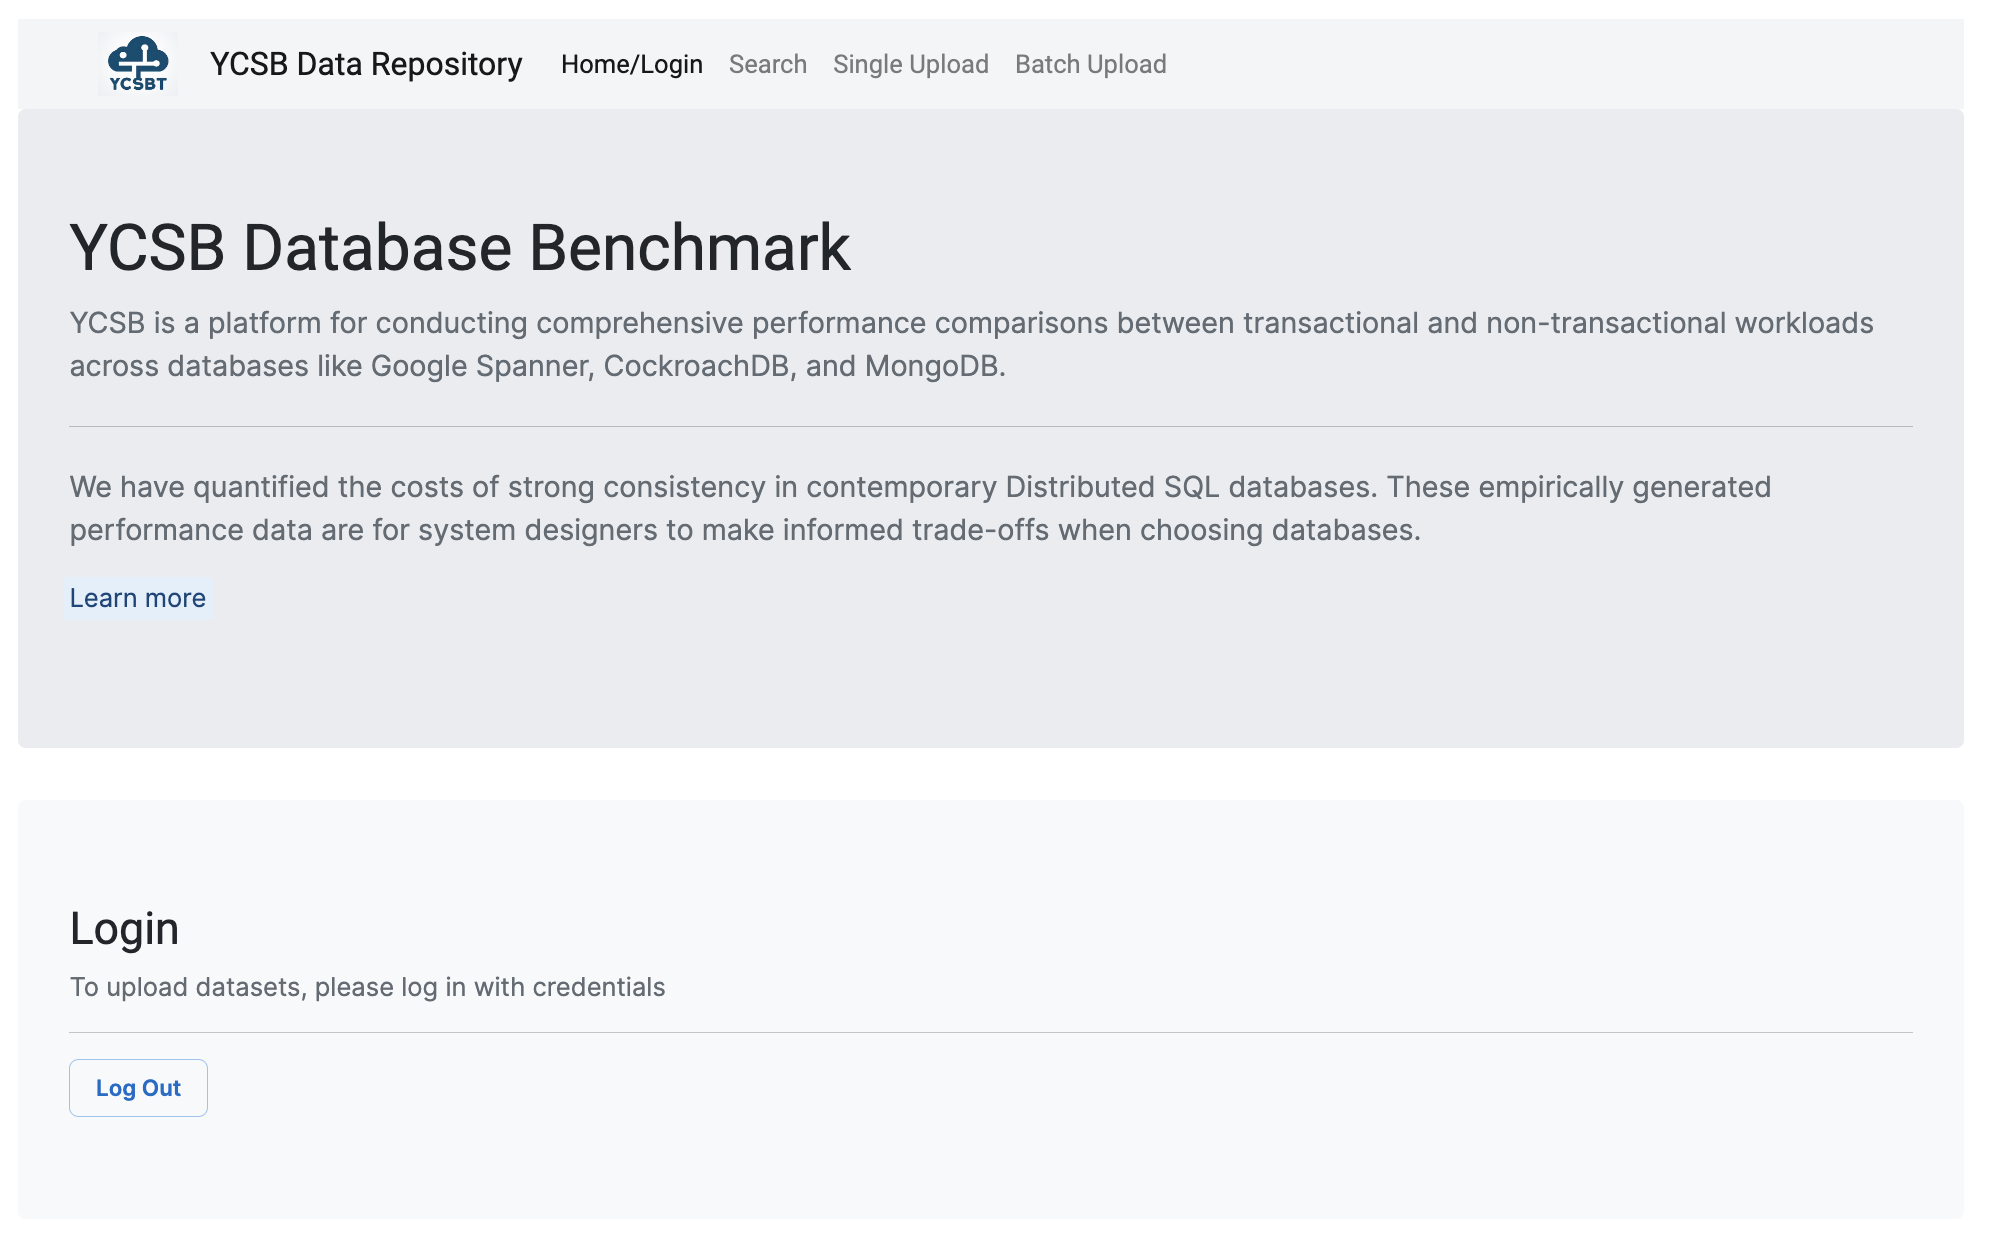 YCSBT
YCSB Data Repository Home/Login Search Single Upload Batch Upload
YCSB Database Benchmark
YCSB is a platform for conducting comprehensive performance comparisons between transactional and non-transactional workloads
across databases like Google Spanner, CockroachDB, and MongoDB.
We have quantified the costs of strong consistency in contemporary Distributed SQL databases. These empirically generated
performance data are for system designers to make informed trade-offs when choosing databases.
Learn more
Login
To upload datasets, please log in with credentials
Log Out